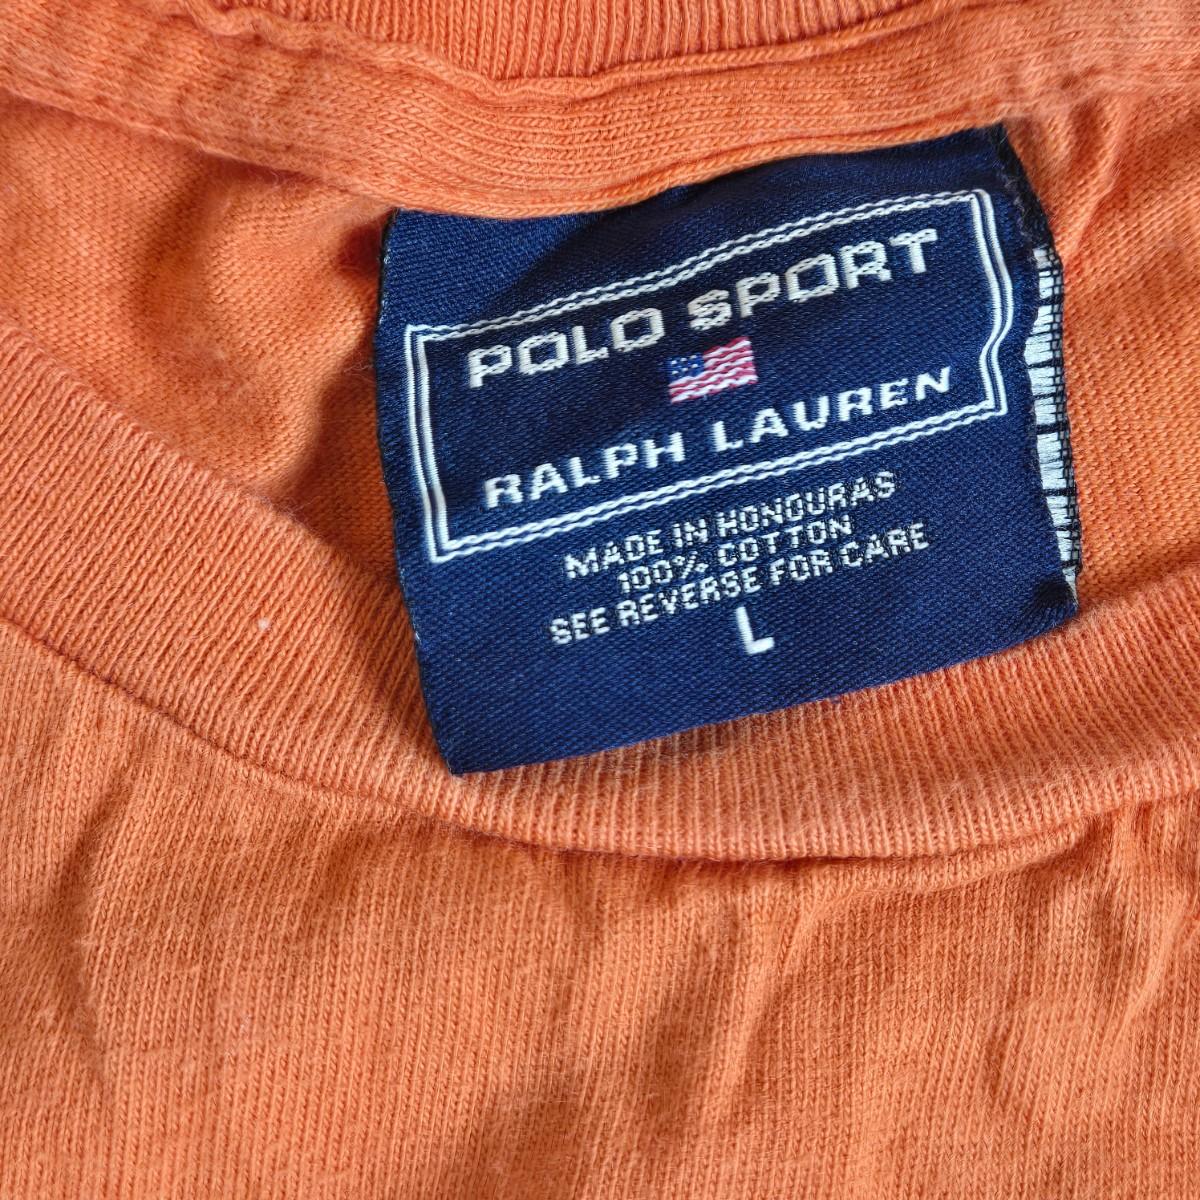 POLO SPORT
RALPH LAUREN
MADE IN HONDURAS
100% COTTON
SEE REVERSE FOR CARE
L